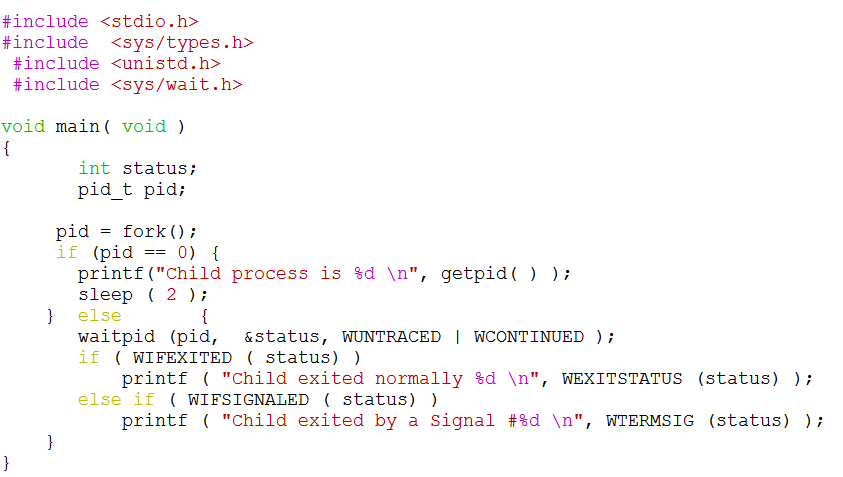 #include <stdio.h>
#include  <sys/types.h>
 #include <unistd.h>
 #include <sys/wait.h>

void main( void )
{
       int status;
       pid_t pid;

     pid = fork();
     if (pid == 0) {
       printf("Child process is %d \n", getpid( ) );
       sleep ( 2 );
    }  else       {
       waitpid (pid,  &status, WUNTRACED | WCONTINUED );
       if ( WIFEXITED ( status) )
           printf ( "Child exited normally %d \n", WEXITSTATUS (status) );
       else if ( WIFSIGNALED ( status) )
           printf ( "Child exited by a Signal #%d \n", WTERMSIG (status) );
    }
}